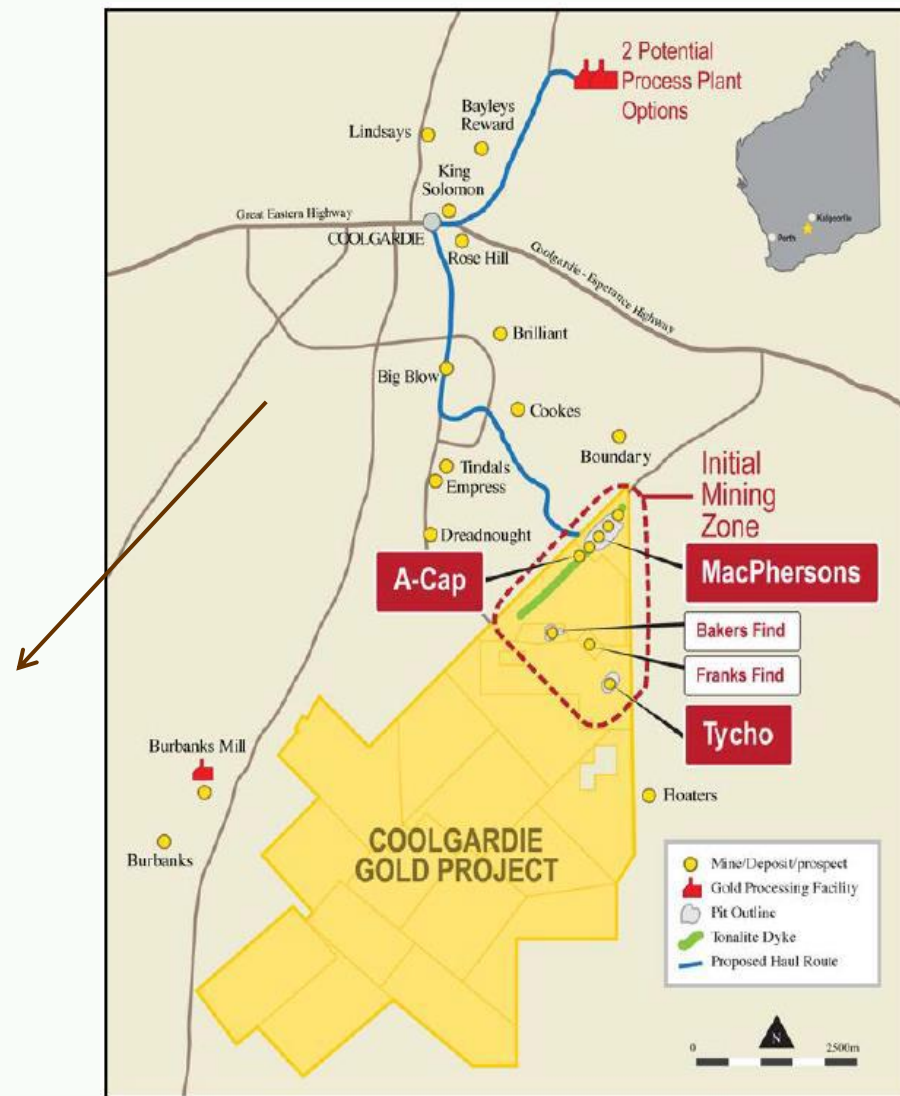 2 Potential
Process Plant
Options
Bayleys
Reward
Lindsays
King
Solomon
Great Eastern Highway
COOLGARDIE
Rose Hill
Coolgardie - Esperance Highway
Kalgoorlie
Perth
Brilliant
Big Blow
Cookes
Boundary
Tindals
Empress
Dreadnought
Initial
Mining
Zone
A-Cap
MacPhersons
Bakers Find
Franks Find
Tycho
Burbanks Mill
Burbanks
Floaters
COOLGARDIE
GOLD PROJECT
Mine/Deposit/prospect
Gold Processing Facility
Pit Outline
Tonalite Dyke
Proposed Haul Route
N
0 2500m